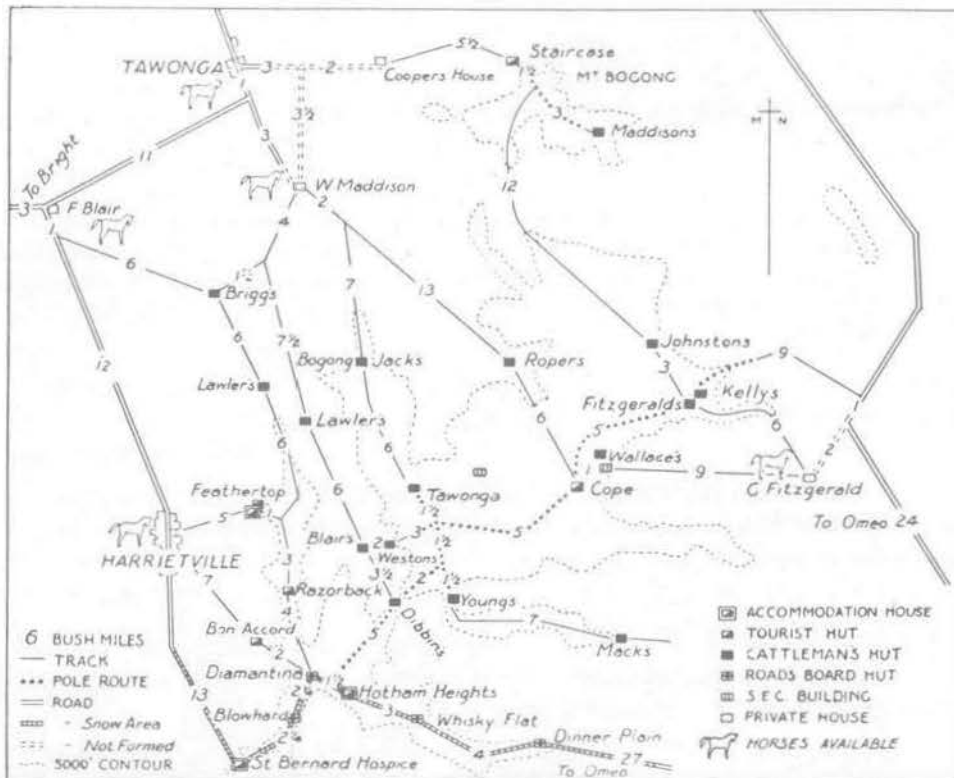 TAWONGA
3
2
5½
Staircase
Coopers House
1½
MT BOGONG
1
3½
3
3
Maddisons
11
To Bright
3
W. Maddison
12
M
N
F Blair
1
4
2
6
1½
Briggs
7
13
6
7½
12
Bogong
Jacks
Ropers
Johnstons
3
9
Lawlers
Lawlers
Kellys
Fitzgeralds
6
6
6
6
5
6
2
Wallace's
1
9
Feathertop
Tawonga
Cope
C Fitzgerald
5
1½
To Omeo 24
HARRIETVILLE
Blairs
2
3
1½
5
Westons
3
3½
2
1½
7
Razorback
Youngs
Dibbins
7
Bon Accord
4
5
Macks
2
Diamantina
1½
Hotham Heights
13
2¼
Blowhard
3
Whisky Flat
2¼
4
Dinner Plain
27
St Bernard Hospice
To Omeo
6 BUSH MILES
TRACK
POLE ROUTE
ROAD
" - Snow Area
" - Not Formed
5000' CONTOUR
ACCOMMODATION HOUSE
TOURIST HUT
CATTLEMANS HUT
ROADS BOARD HUT
S.E.C. BUILDING
PRIVATE HOUSE
HORSES AVAILABLE